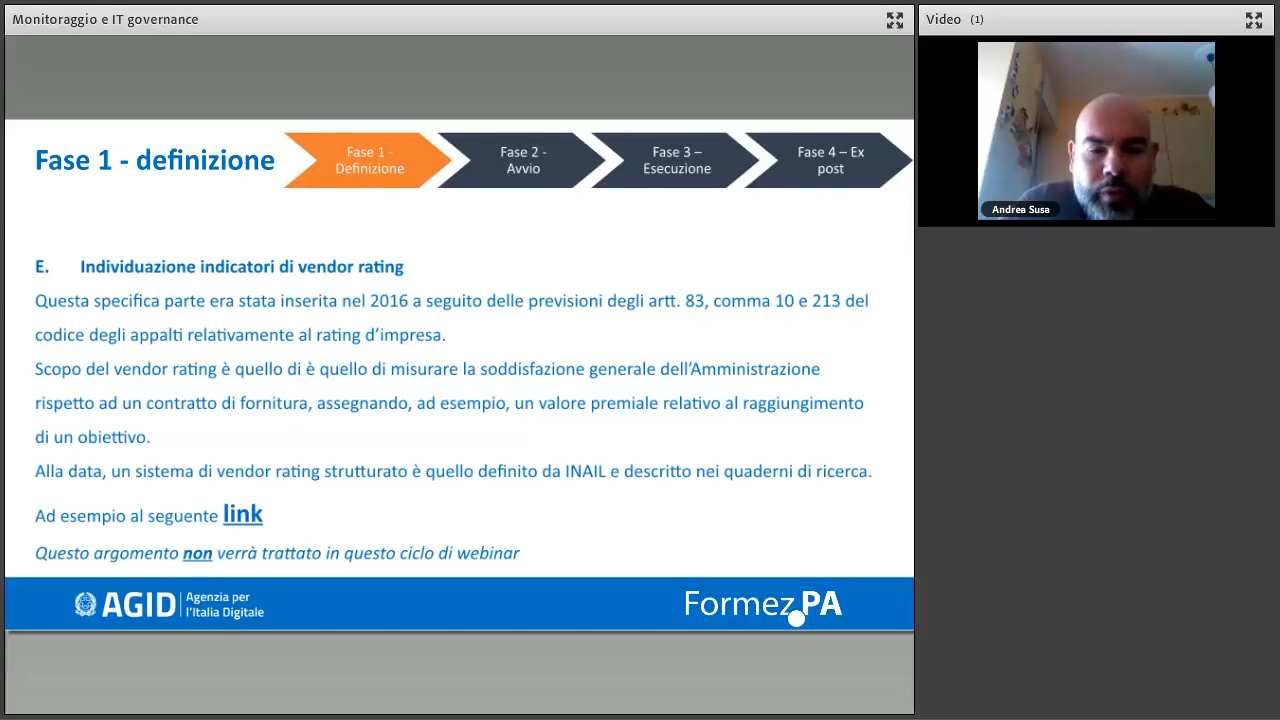 Monitoraggio e IT governance
Video (1)
Fase 1 - definizione
Fase 1 -
Definizione
Fase 2 -
Avvio
Fase 3 –
Esecuzione
Fase 4 – Ex
post
Andrea Susa
E. Individuazione indicatori di vendor rating
Questa specifica parte era stata inserita nel 2016 a seguito delle previsioni degli artt. 83, comma 10 e 213 del
codice degli appalti relativamente al rating d’impresa.
Scopo del vendor rating è quello di è quello di misurare la soddisfazione generale dell’Amministrazione
rispetto ad un contratto di fornitura, assegnando, ad esempio, un valore premiale relativo al raggiungimento
di un obiettivo.
Alla data, un sistema di vendor rating strutturato è quello definito da INAIL e descritto nei quaderni di ricerca.
Ad esempio al seguente link
Questo argomento non verrà trattato in questo ciclo di webinar
AGID
Agenzia per
l’Italia Digitale
Formez PA